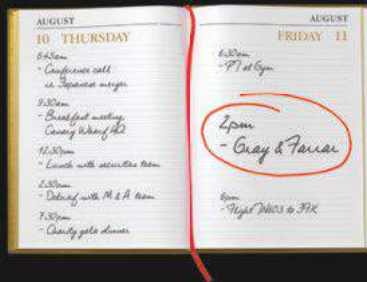 AUGUST
10 THURSDAY
6:45am
- Conference call
re Japanese merger
9:30am
- Breakfast meeting,
Canary Wharf HQ
12:30pm
- Lunch with securities team
2:30pm
- Debrief with M & A team
7:30pm
- Charity gala dinner
AUGUST
FRIDAY 11
6:30am
- PT at Gym
2pm
- Gray & Farrar
6pm
- Flight to JFK